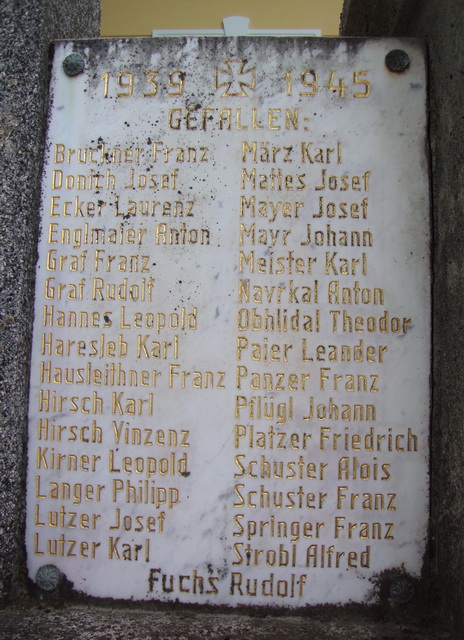 1939 1945
GEFALLEN:
Bruckner Franz
Donich Josef
Ecker Laurenz
Englmaier Anton
Graf Franz
Graf Rudolf
Hannes Leopold
Haresleb Karl
Hausleithner Franz
Hirsch Karl
Hirsch Vinzenz
Kirner Leopold
Langer Philipp
Lutzer Josef
Lutzer Karl
März Karl
Mattes Josef
Mayer Josef
Mayr Johann
Meister Karl
Navrkal Anton
Obhlidal Theodor
Paier Leander
Panzer Franz
Pflügl Johann
Platzer Friedrich
Schuster Alois
Schuster Franz
Springer Franz
Strobl Alfred
Fuchs Rudolf